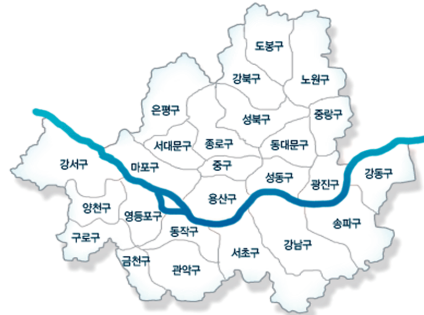 도봉구
강북구
노원구
은평구
성북구
중랑구
서대문구
종로구
동대문구
강서구
마포구
중구
성동구
광진구
강동구
양천구
영등포구
용산구
송파구
구로구
동작구
금천구
관악구
서초구
강남구